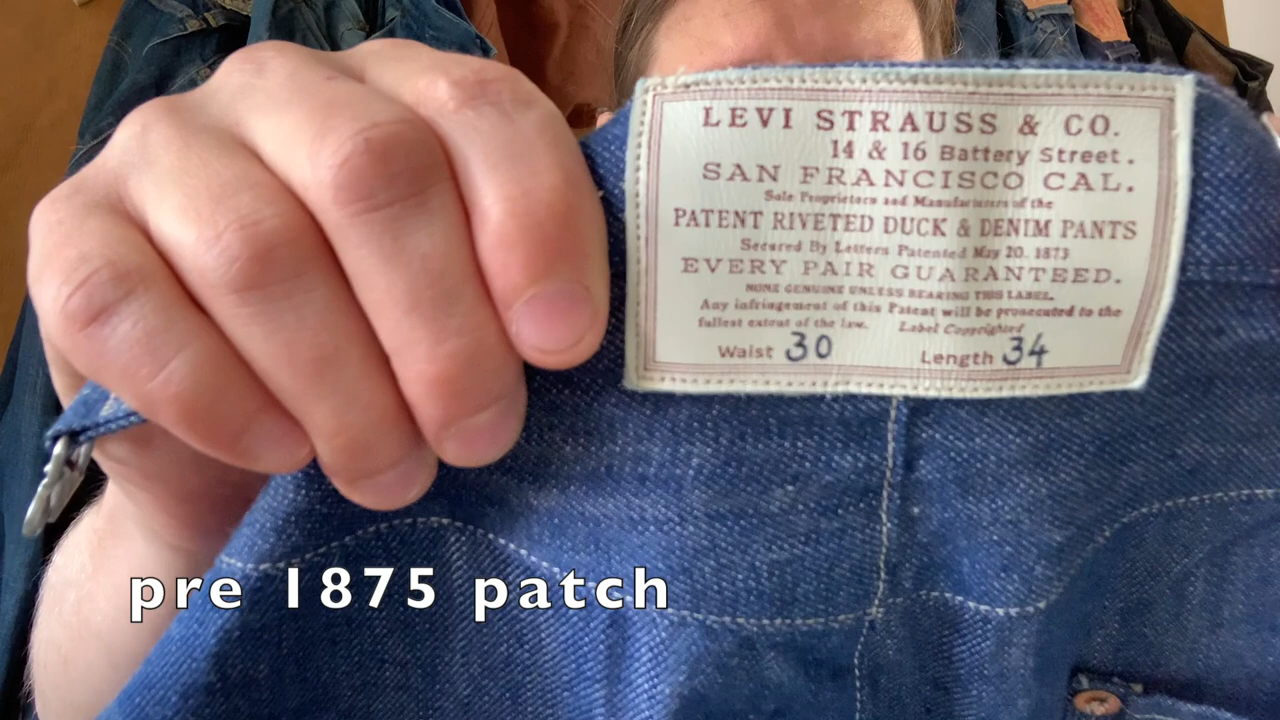 LEVI STRAUSS & CO.
14 & 16 Battery Street.
SAN FRANCISCO CAL.
Sole Proprietors and Manufacturers of the
PATENT RIVETED DUCK & DENIM PANTS
Secured By Letters Patented May 20. 1873
EVERY PAIR GUARANTEED.
NONE GENUINE UNLESS BEARING THIS LABEL.
Any infringement of this Patent will be prosecuted to the
fullest extent of the law. Label Copyrighted
Waist 30 Length 34
pre 1875 patch